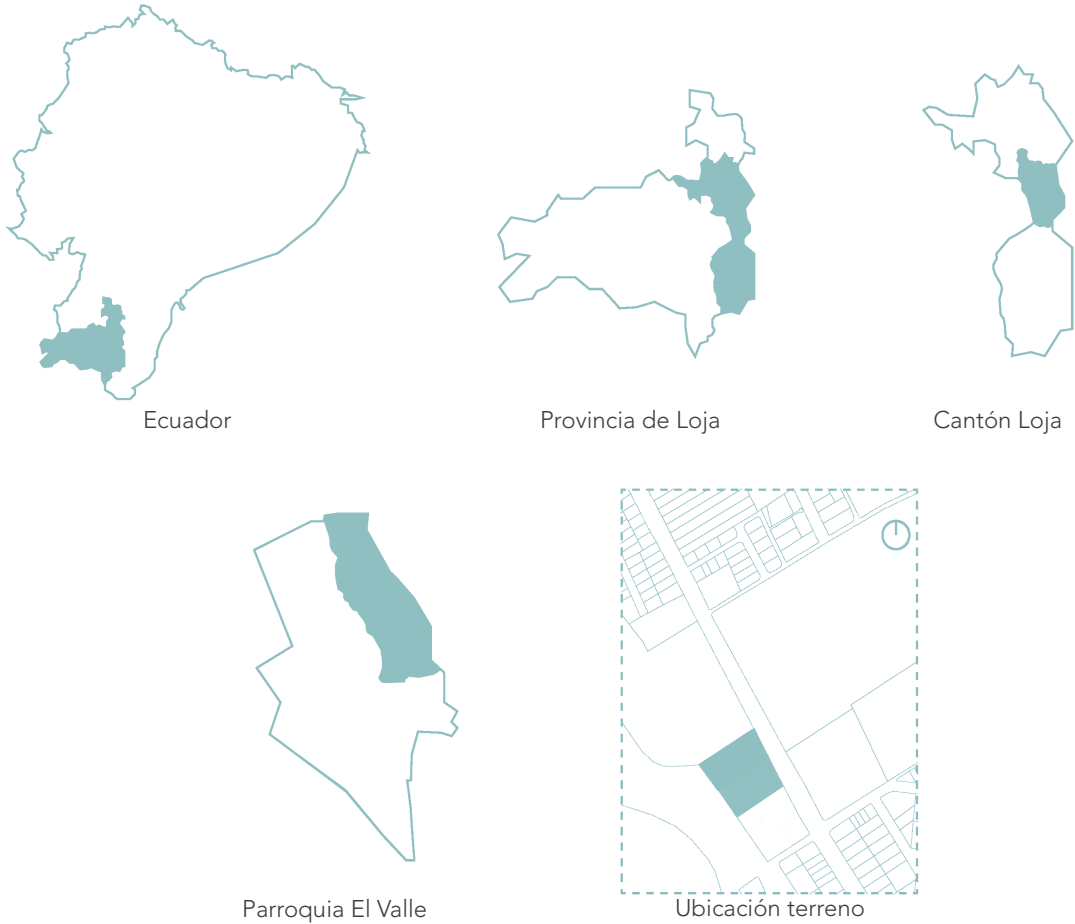 Ecuador
Provincia de Loja
Cantón Loja
Parroquia El Valle
Ubicación terreno